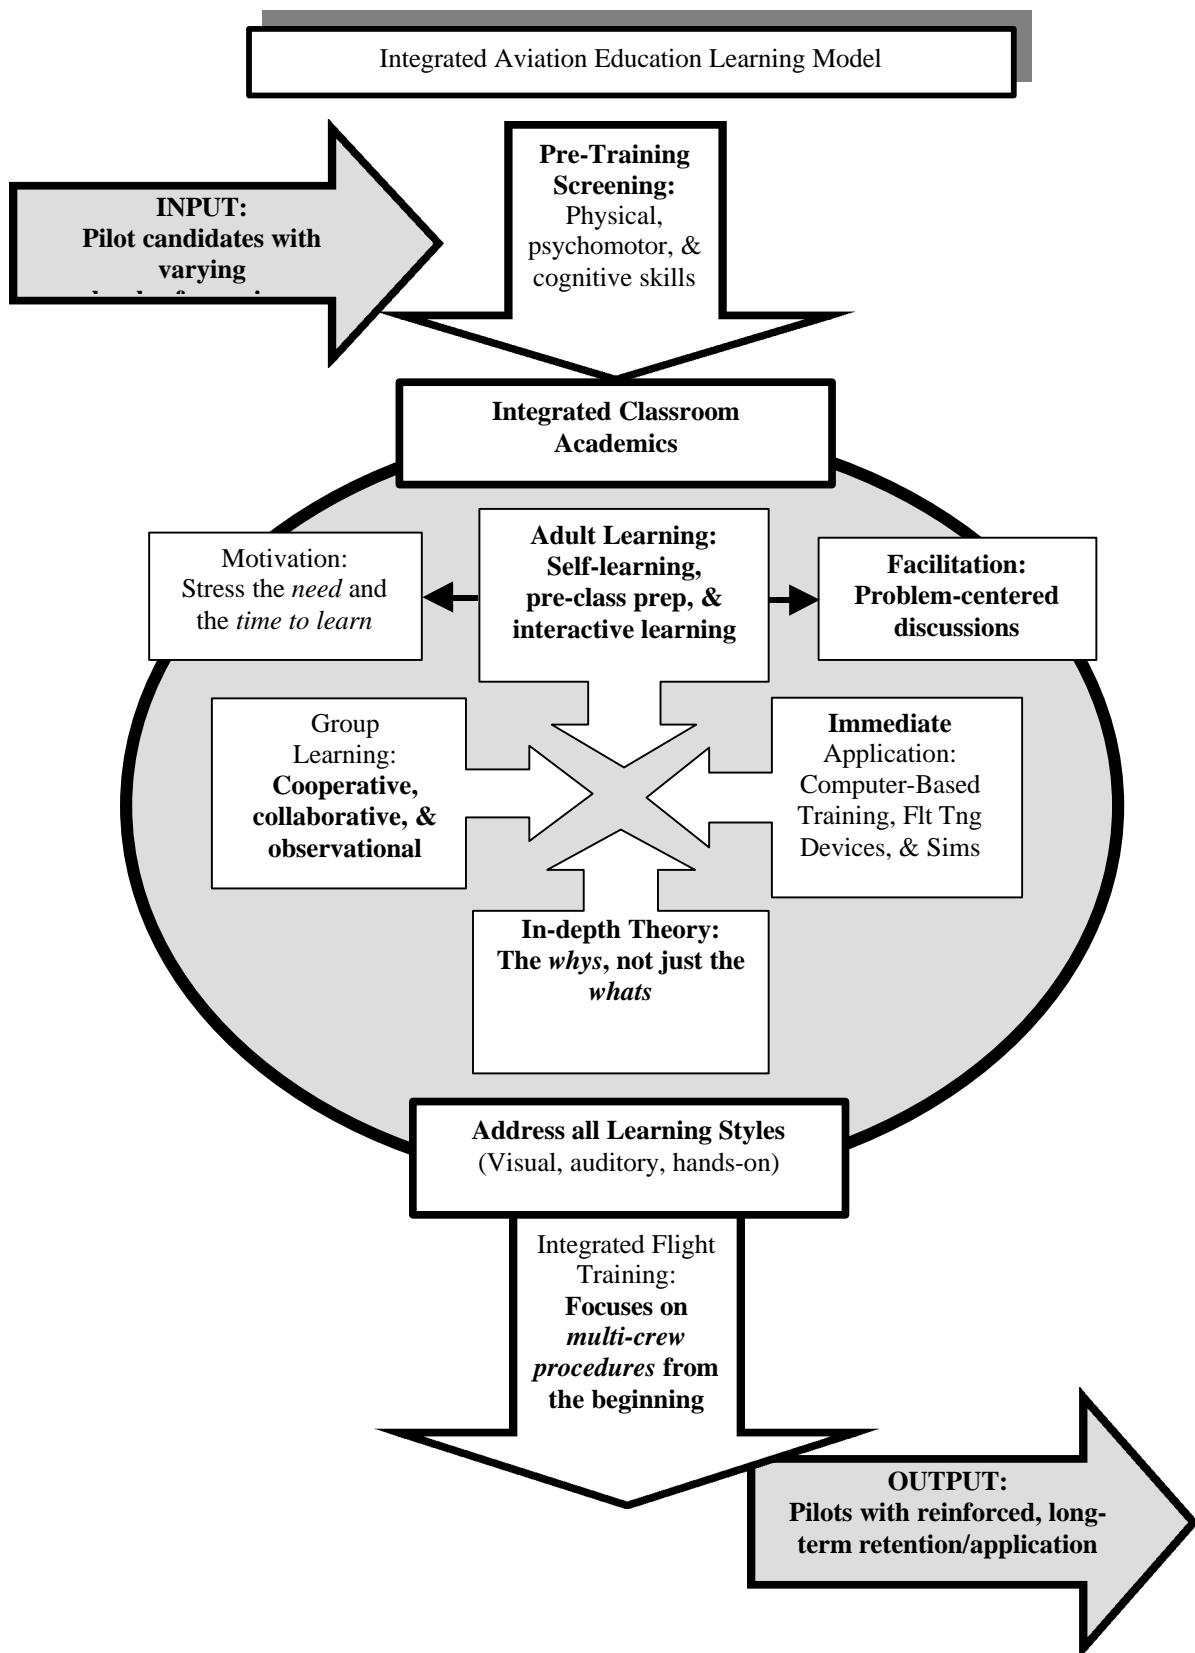 Integrated Aviation Education Learning Model
Pre-Training
Screening:
Physical,
psychomotor, &
cognitive skills
INPUT:
Pilot candidates with
varying
Integrated Classroom
Academics
Motivation:
Stress the need and
the time to learn
Adult Learning:
Self-learning,
pre-class prep, &
interactive learning
Facilitation:
Problem-centered
discussions
Group
Learning:
Cooperative,
collaborative, &
observational
Immediate
Application:
Computer-Based
Training, Flt Tng
Devices, & Sims
In-depth Theory:
The whys, not just the
whats
Address all Learning Styles
(Visual, auditory, hands-on)
Integrated Flight
Training:
Focuses on
multi-crew
procedures from
the beginning
OUTPUT:
Pilots with reinforced, long-
term retention/application